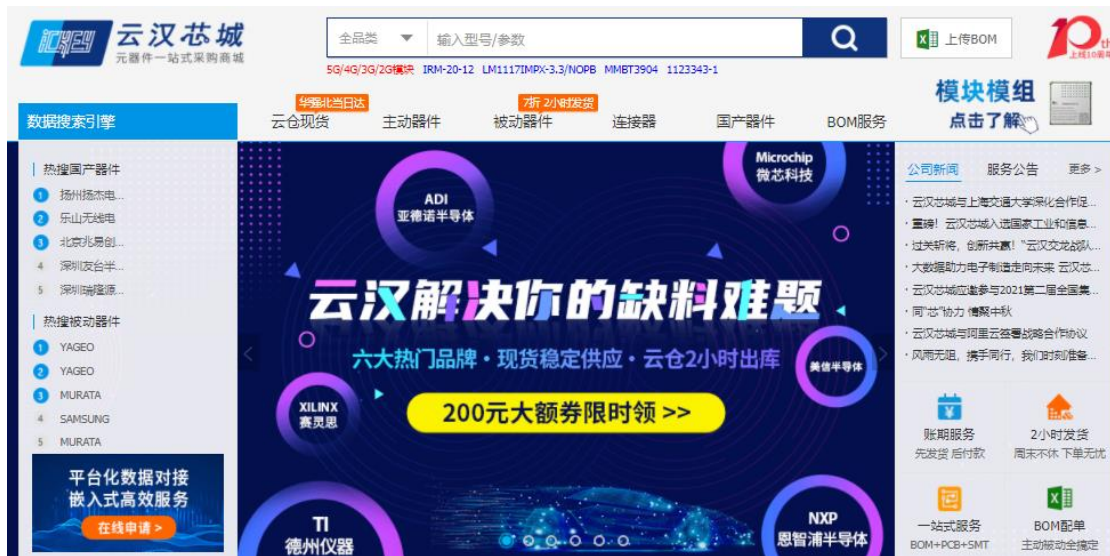 ICKEY
云汉芯城
元器件一站式采购商城
全品类
输入型号/参数
上传BOM
10th
上线10周年
5G/4G/3G/2G模块 IRM-20-12 LM1117IMPX-3.3/NOPB MMBT3904 1123343-1
模块模组
点击了解
华强北当日达
7折 2小时发货
数据搜索引擎
云仓现货
主动器件
被动器件
连接器
国产器件
BOM服务
热搜国产器件
1 扬州扬杰电...
2 乐山无线电
3 北京兆易创...
4 深圳友台半...
5 深圳瑞隆源...
热搜被动器件
1 YAGEO
2 YAGEO
3 MURATA
4 SAMSUNG
5 MURATA
平台化数据对接
嵌入式高效服务
在线申请 >
ADI
亚德诺半导体
Microchip
微芯科技
云汉解决你的缺料难题
六大热门品牌·现货稳定供应·云仓2小时出库
美信半导体
XILINX
赛灵思
200元大额券限时领 >>
TI
德州仪器
NXP
恩智浦半导体
公司新闻
服务公告
更多 >
·云汉芯城与上海交通大学深化合作促...
·重磅！云汉芯城入选国家工业和信息...
·过关斩将，创新共赢！"云汉交龙战队...
·大数据助力电子制造走向未来 云汉芯...
·云汉芯城应邀参与2021第二届全国集...
·同"芯"协力 情聚中秋
·云汉芯城与阿里云签署战略合作协议
·风雨无阻，携手同行，我们时刻准备...
账期服务
先发货 后付款
2小时发货
周末不休 下单无忧
一站式服务
BOM+PCB+SMT
BOM配单
主动被动全搞定